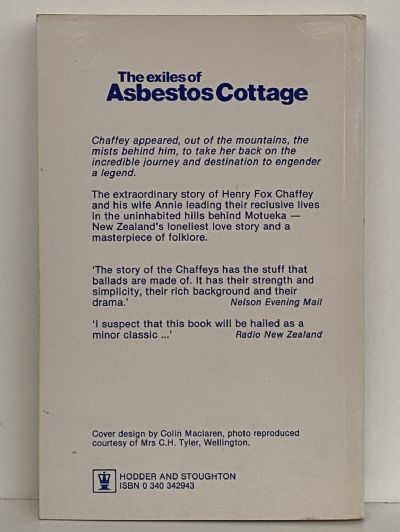 The exiles of
Asbestos Cottage
Chaffey appeared, out of the mountains, the
mists behind him, to take her back on the
incredible journey and destination to engender
a legend.
The extraordinary story of Henry Fox Chaffey
and his wife Annie leading their reclusive lives
in the uninhabited hills behind Motueka —
New Zealand's loneliest love story and a
masterpiece of folklore.
'The story of the Chaffeys has the stuff that
ballads are made of. It has their strength and
simplicity, their rich background and their
drama.' Nelson Evening Mail
'I suspect that this book will be hailed as a
minor classic ...' Radio New Zealand
Cover design by Colin Maclaren, photo reproduced
courtesy of Mrs C.H. Tyler, Wellington.
HODDER AND STOUGHTON
ISBN 0 340 342943